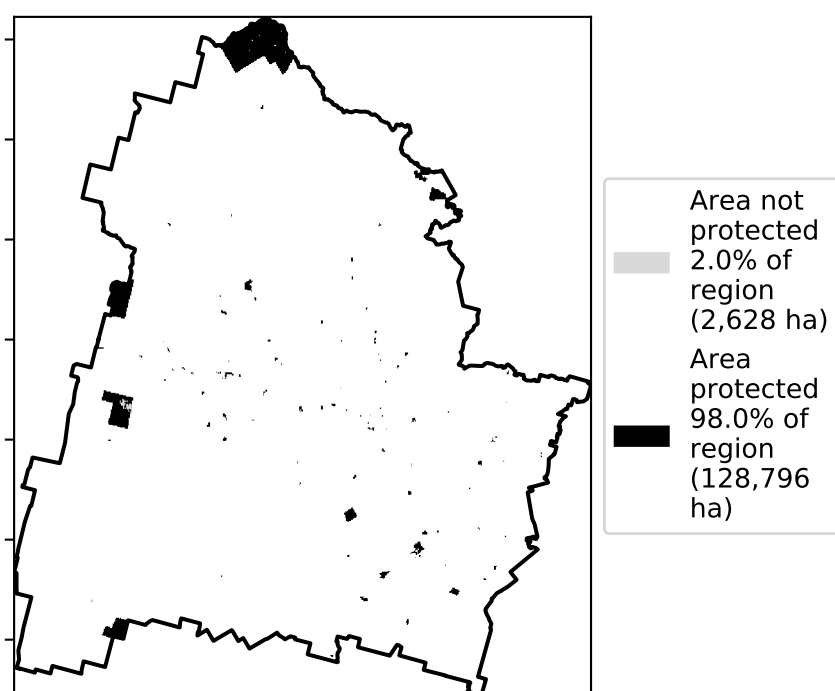 Area not
protected
2.0% of
region
(2,628 ha)
Area
protected
98.0% of
region
(128,796
ha)